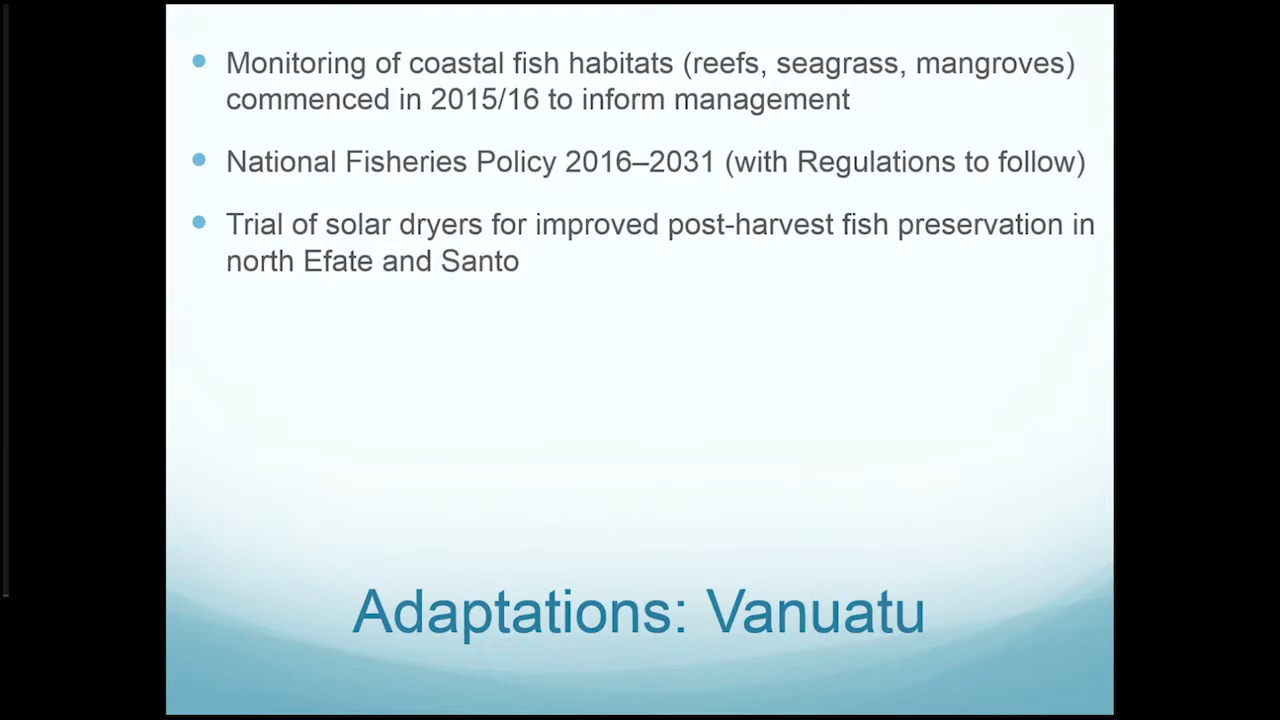 Monitoring of coastal fish habitats (reefs, seagrass, mangroves)
commenced in 2015/16 to inform management
National Fisheries Policy 2016–2031 (with Regulations to follow)
Trial of solar dryers for improved post-harvest fish preservation in
north Efate and Santo
Adaptations: Vanuatu